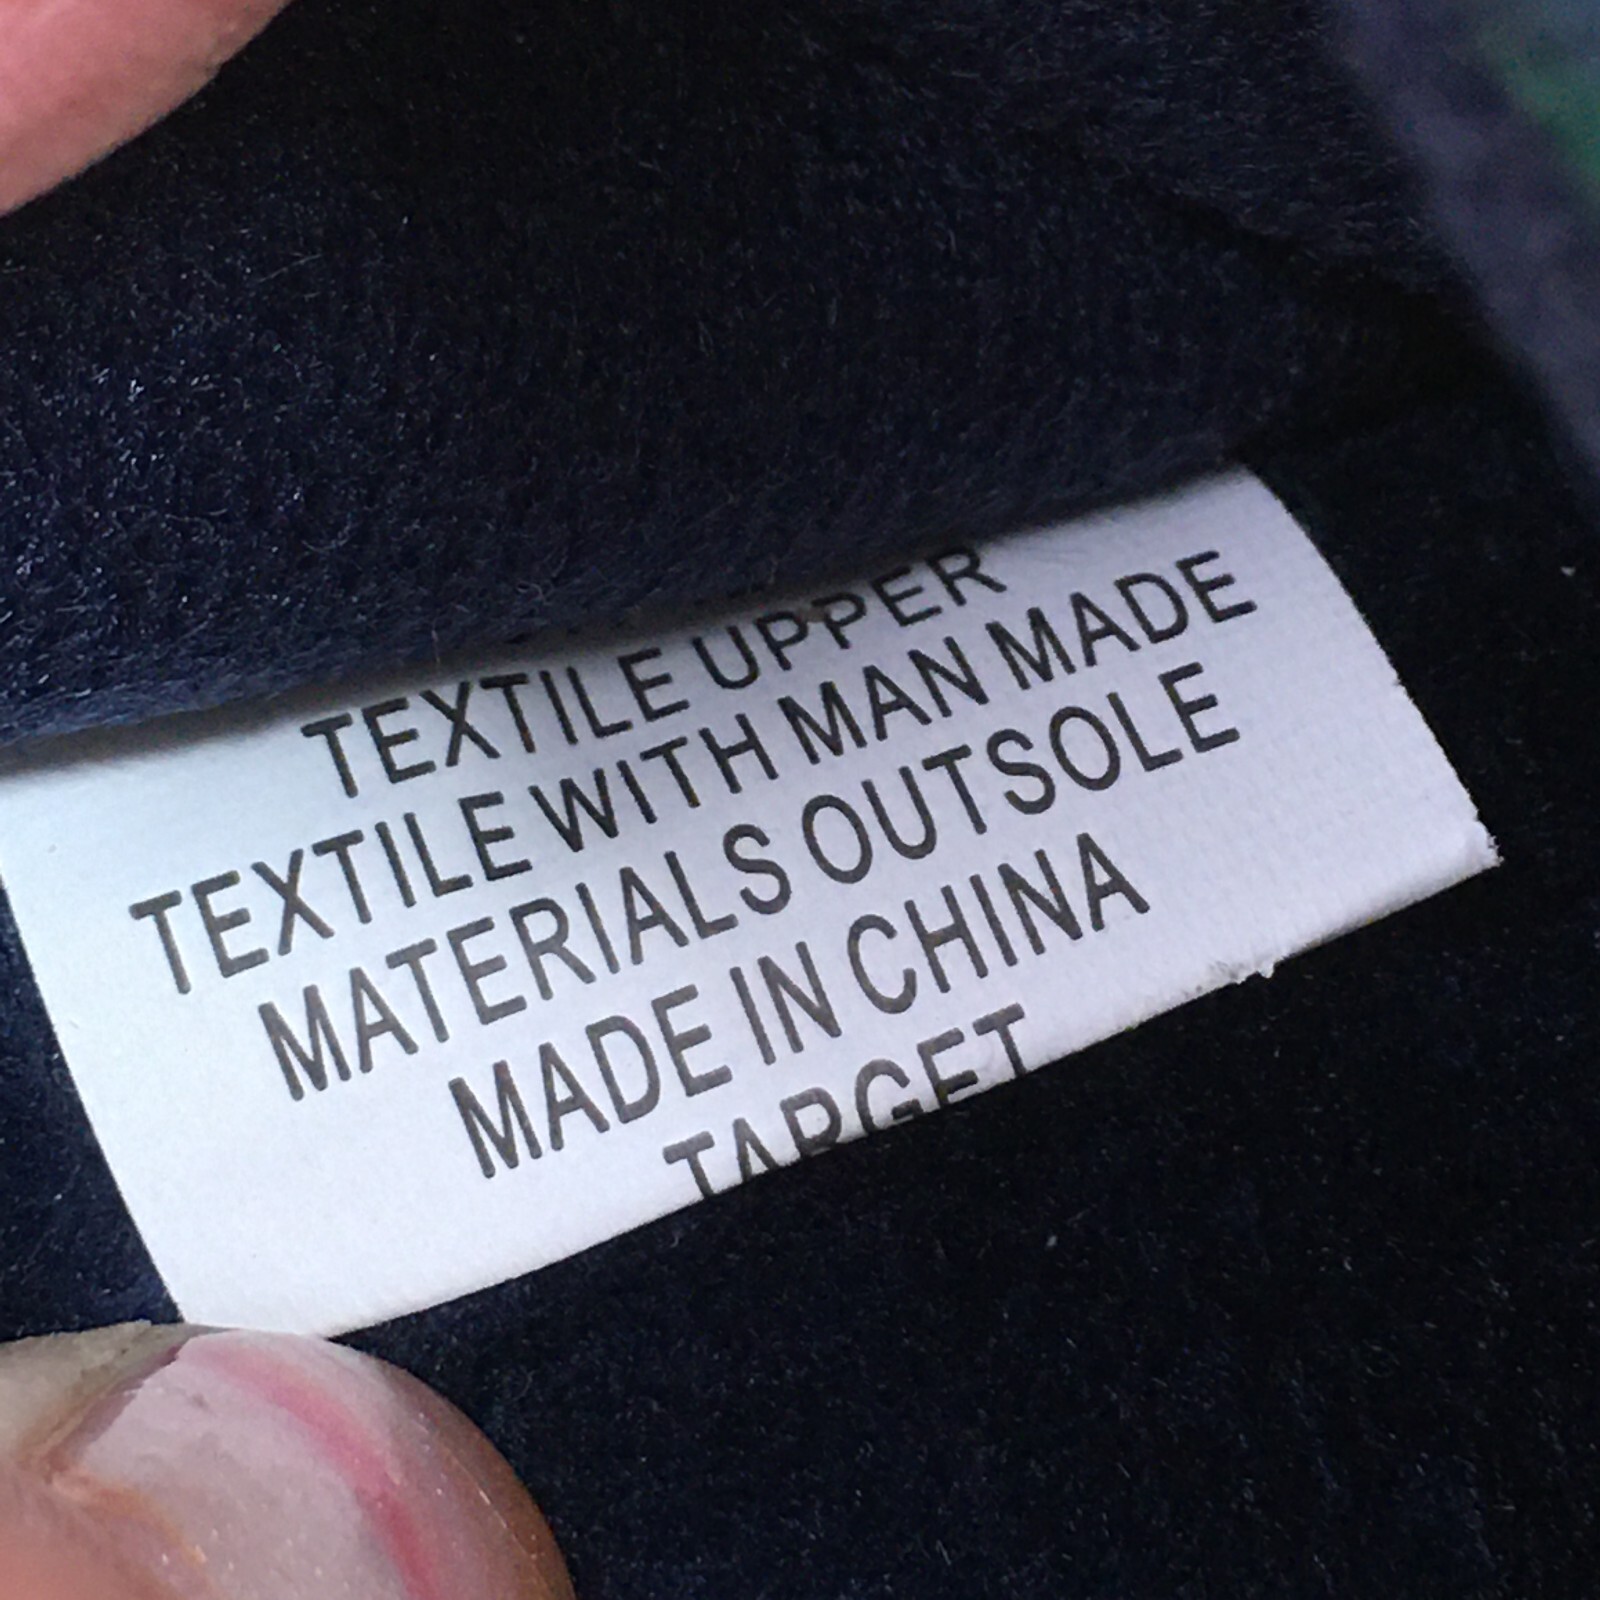 TEXTILE UPPER
TEXTILE WITH MAN MADE
MATERIALS OUTSOLE
MADE IN CHINA
TARGET